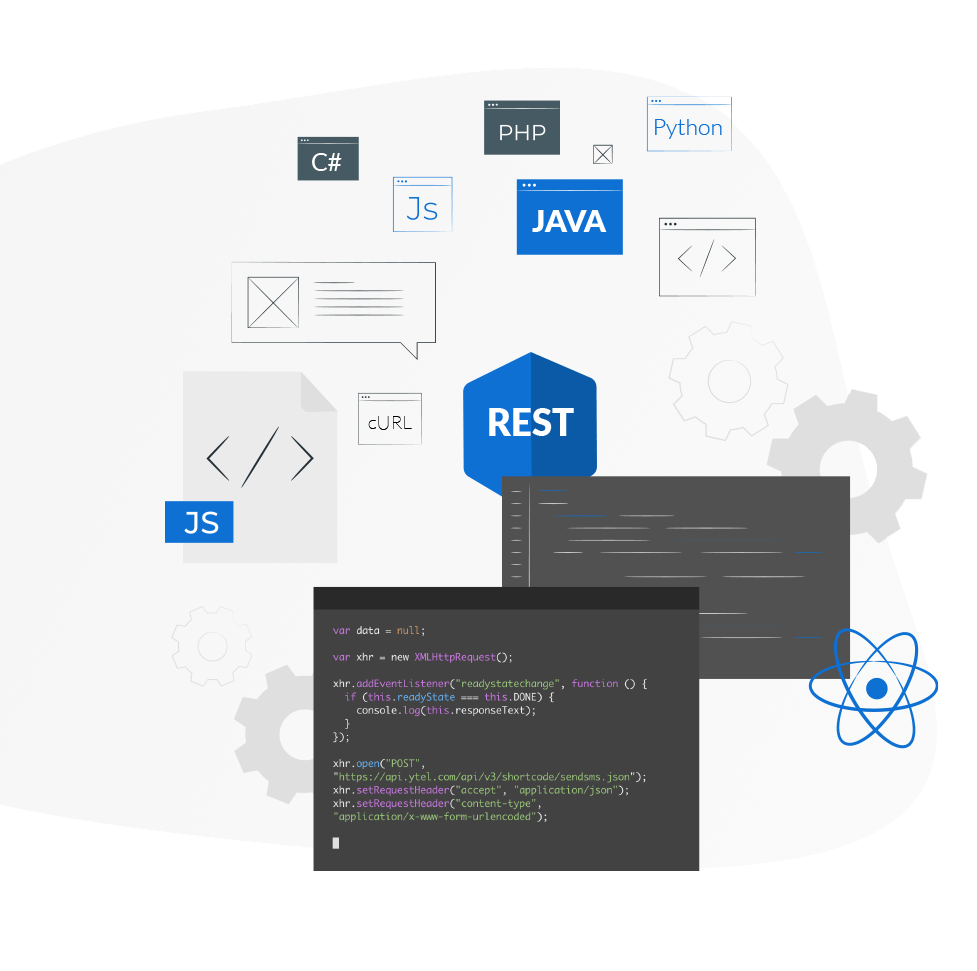 PHP
Python
C#
Js
JAVA
</>
cURL
REST
</>
JS
var data = null;
var xhr = new XMLHttpRequest();
xhr.addEventListener("readystatechange", function () {
if (this.readyState === this.DONE) {
console.log(this.responseText);
}
});
xhr.open("POST",
"https://api.ytel.com/api/v3/shortcode/sendsms.json");
xhr.setRequestHeader("accept", "application/json");
xhr.setRequestHeader("content-type",
"application/x-www-form-urlencoded");